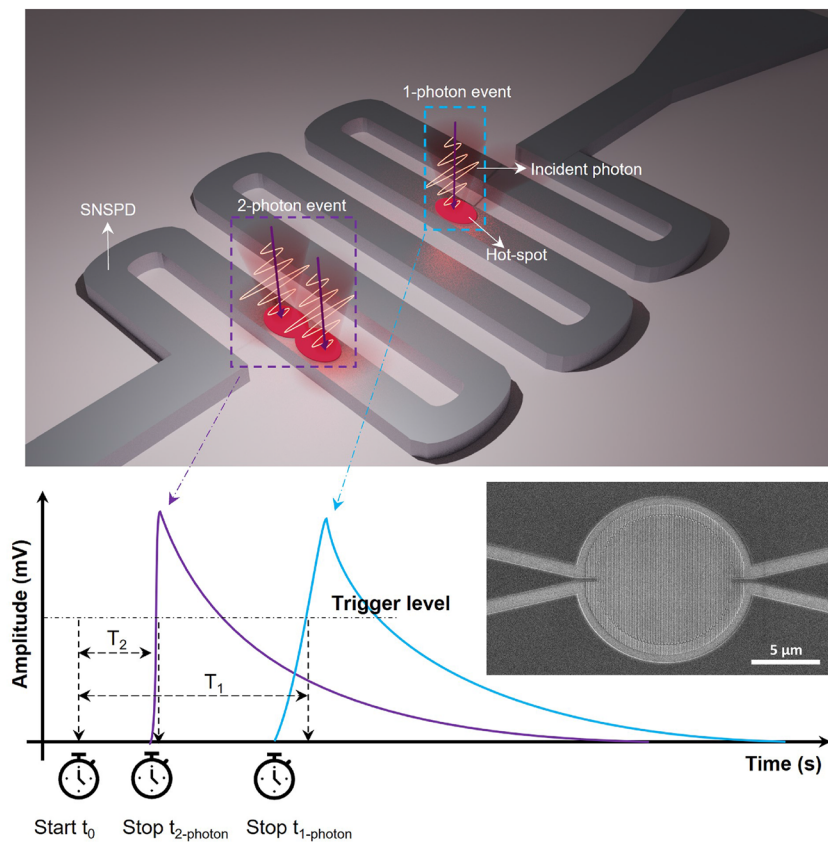 1-photon event
Incident photon
2-photon event
SNSPD
Hot-spot
Amplitude (mV)
Trigger level
T2
T1
5 μm
Time (s)
Start t0
Stop t2-photon
Stop t1-photon